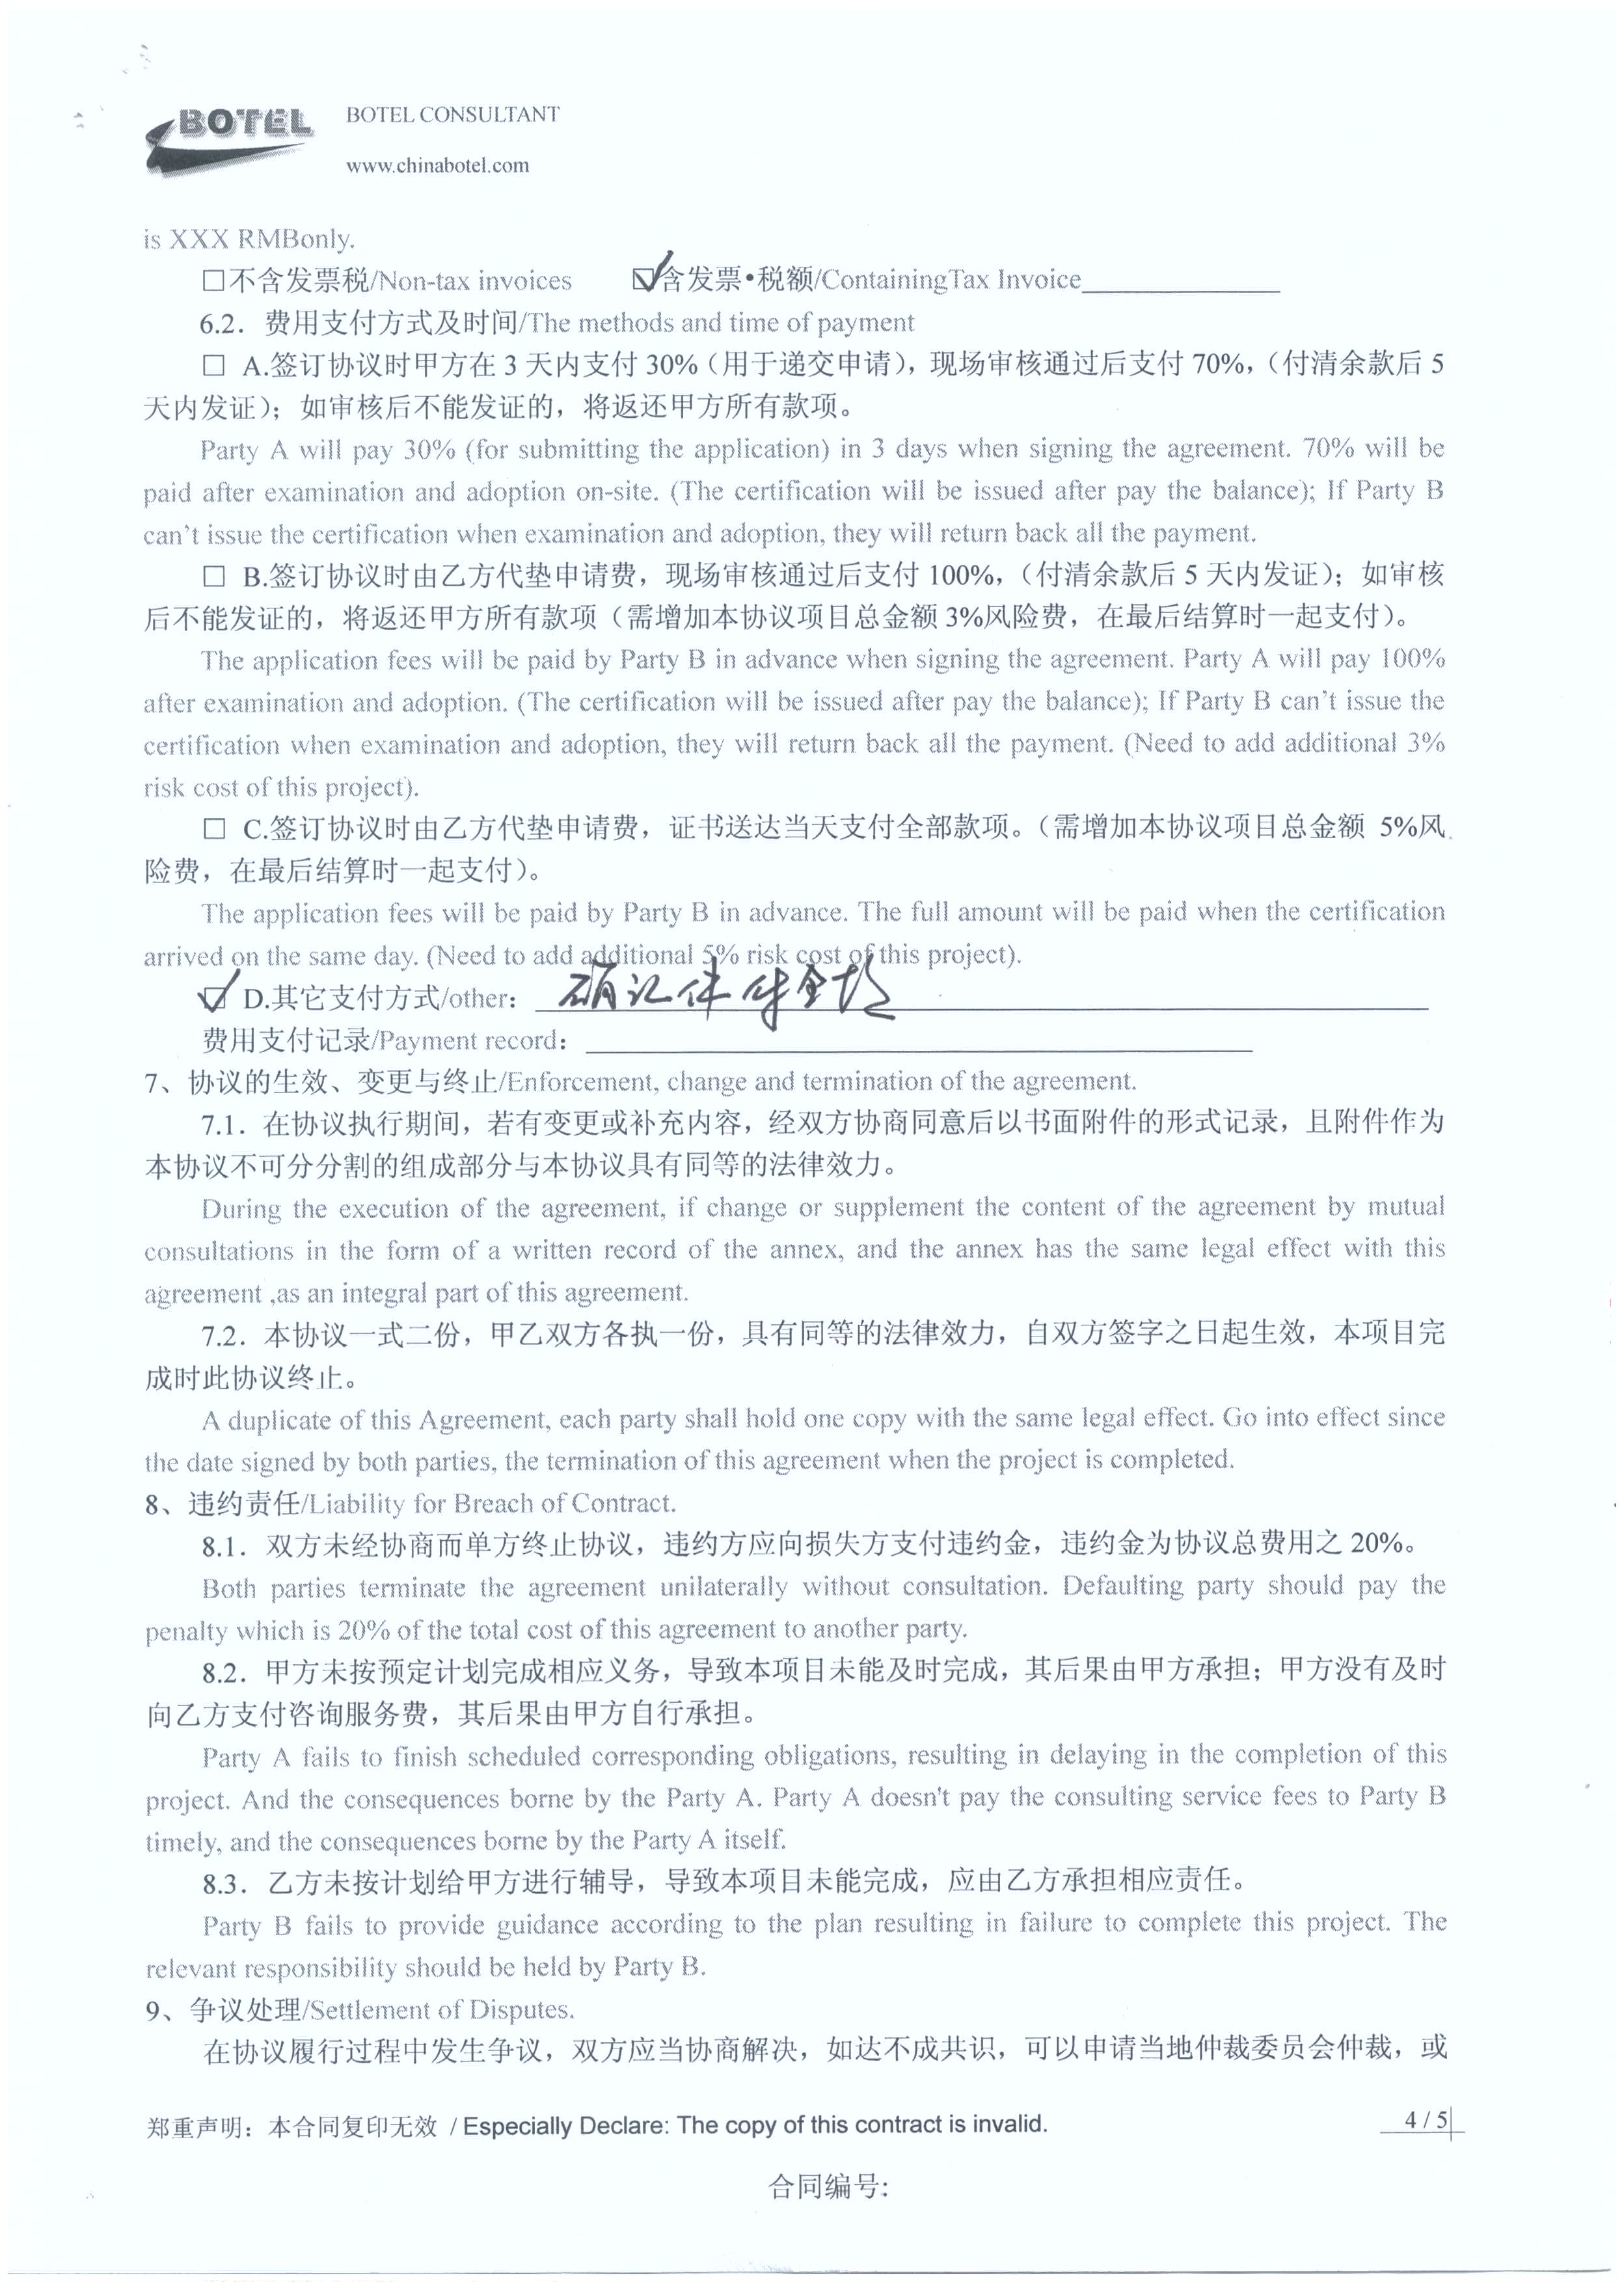 BOTEL
BOTEL CONSULTANT
www.chinabotel.com
is XXX RMBonly.
□不含发票税/Non-tax invoices ☑含发票•税额/ContainingTax Invoice
6.2. 费用支付方式及时间/The methods and time of payment
□ A.签订协议时甲方在 3 天内支付 30%（用于递交申请），现场审核通过后支付 70%，（付清余款后 5
天内发证）；如审核后不能发证的，将返还甲方所有款项。
Party A will pay 30% (for submitting the application) in 3 days when signing the agreement. 70% will be
paid after examination and adoption on-site. (The certification will be issued after pay the balance); If Party B
can't issue the certification when examination and adoption, they will return back all the payment.
□ B.签订协议时由乙方代垫申请费，现场审核通过后支付 100%，（付清余款后 5 天内发证）；如审核
后不能发证的，将返还甲方所有款项（需增加本协议项目总金额 3%风险费，在最后结算时一起支付）。
The application fees will be paid by Party B in advance when signing the agreement. Party A will pay 100%
after examination and adoption. (The certification will be issued after pay the balance); If Party B can't issue the
certification when examination and adoption, they will return back all the payment. (Need to add additional 3%
risk cost of this project).
□ C.签订协议时由乙方代垫申请费，证书送达当天支付全部款项。（需增加本协议项目总金额 5%风
险费，在最后结算时一起支付）。
The application fees will be paid by Party B in advance. The full amount will be paid when the certification
arrived on the same day. (Need to add additional 5% risk cost of this project).
☑ D.其它支付方式/other：
费用支付记录/Payment record：
7、协议的生效、变更与终止/Enforcement, change and termination of the agreement.
7.1. 在协议执行期间，若有变更或补充内容，经双方协商同意后以书面附件的形式记录，且附件作为
本协议不可分分割的组成部分与本协议具有同等的法律效力。
During the execution of the agreement, if change or supplement the content of the agreement by mutual
consultations in the form of a written record of the annex, and the annex has the same legal effect with this
agreement ,as an integral part of this agreement.
7.2. 本协议一式二份，甲乙双方各执一份，具有同等的法律效力，自双方签字之日起生效，本项目完
成时此协议终止。
A duplicate of this Agreement, each party shall hold one copy with the same legal effect. Go into effect since
the date signed by both parties, the termination of this agreement when the project is completed.
8、违约责任/Liability for Breach of Contract.
8.1. 双方未经协商而单方终止协议，违约方应向损失方支付违约金，违约金为协议总费用之 20%。
Both parties terminate the agreement unilaterally without consultation. Defaulting party should pay the
penalty which is 20% of the total cost of this agreement to another party.
8.2. 甲方未按预定计划完成相应义务，导致本项目未能及时完成，其后果由甲方承担；甲方没有及时
向乙方支付咨询服务费，其后果由甲方自行承担。
Party A fails to finish scheduled corresponding obligations, resulting in delaying in the completion of this
project. And the consequences borne by the Party A. Party A doesn't pay the consulting service fees to Party B
timely, and the consequences borne by the Party A itself.
8.3. 乙方未按计划给甲方进行辅导，导致本项目未能完成，应由乙方承担相应责任。
Party B fails to provide guidance according to the plan resulting in failure to complete this project. The
relevant responsibility should be held by Party B.
9、争议处理/Settlement of Disputes.
在协议履行过程中发生争议，双方应当协商解决，如达不成共识，可以申请当地仲裁委员会仲裁，或
郑重声明：本合同复印无效 / Especially Declare: The copy of this contract is invalid.
4 / 5
合同编号: